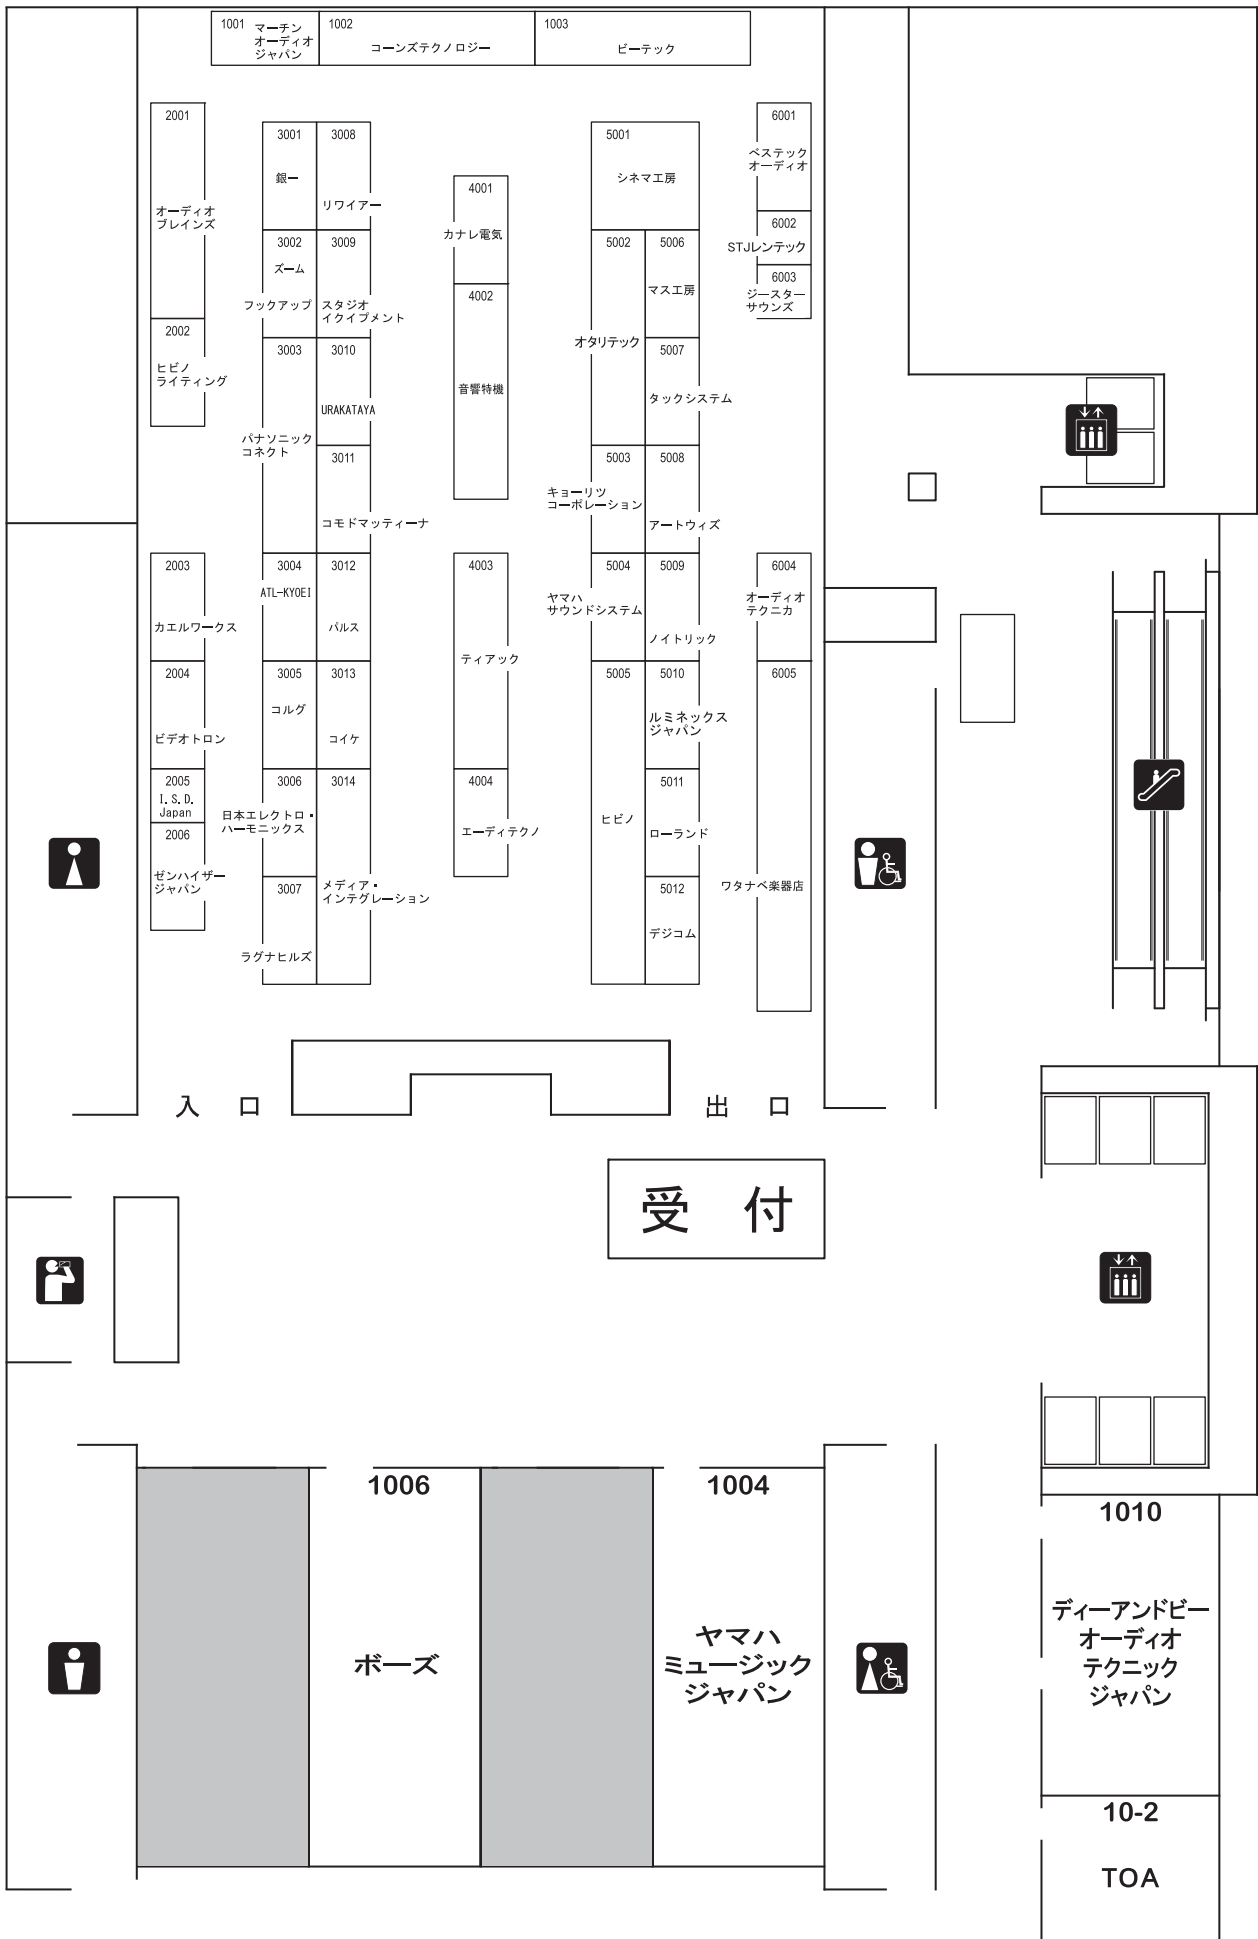 1001
マーチン
オーディオ
ジャパン
1002
コーンズテクノロジー
1003
ビーテック
2001
オーディオ
ブレインズ
2002
ヒビノ
ライティング
2003
カエルワークス
2004
ビデオトロン
2005
I.S.D.
Japan
2006
ゼンハイザー
ジャパン
3001
銀一
3002
ズーム
フックアップ
3003
パナソニック
コネクト
3004
ATL-KYOEI
3005
コルグ
3006
日本エレクトロ・
ハーモニックス
3007
ラグナヒルズ
3008
リワイアー
3009
スタジオ
イクイプメント
3010
URAKATAYA
3011
コモドマッティーナ
3012
パルス
3013
コイケ
3014
メディア・
インテグレーション
4001
カナレ電気
4002
音響特機
4003
ティアック
4004
エーディテクノ
5001
シネマ工房
5002
オタリテック
5003
キョーリツ
コーポレーション
5004
ヤマハ
サウンドシステム
5005
ヒビノ
5006
マス工房
5007
タックシステム
5008
アートウィズ
5009
ノイトリック
5010
ルミネックス
ジャパン
5011
ローランド
5012
デジコム
6001
ベステック
オーディオ
6002
STJレンテック
6003
ジースター
サウンズ
6004
オーディオ
テクニカ
6005
ワタナベ楽器店
入 口
出 口
受 付
1006
ボーズ
1004
ヤマハ
ミュージック
ジャパン
1010
ディーアンドビー
オーディオ
テクニック
ジャパン
10-2
TOA